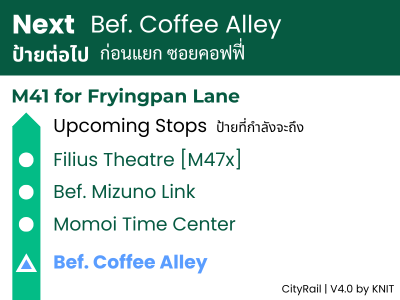 Next Bef. Coffee Alley
ป้ายต่อไป ก่อนแยก ซอยคอฟฟี่
M41 for Fryingpan Lane
Upcoming Stops ป้ายที่กำลังจะถึง
Filius Theatre [M47x]
Bef. Mizuno Link
Momoi Time Center
Bef. Coffee Alley
CityRail | V4.0 by KNIT